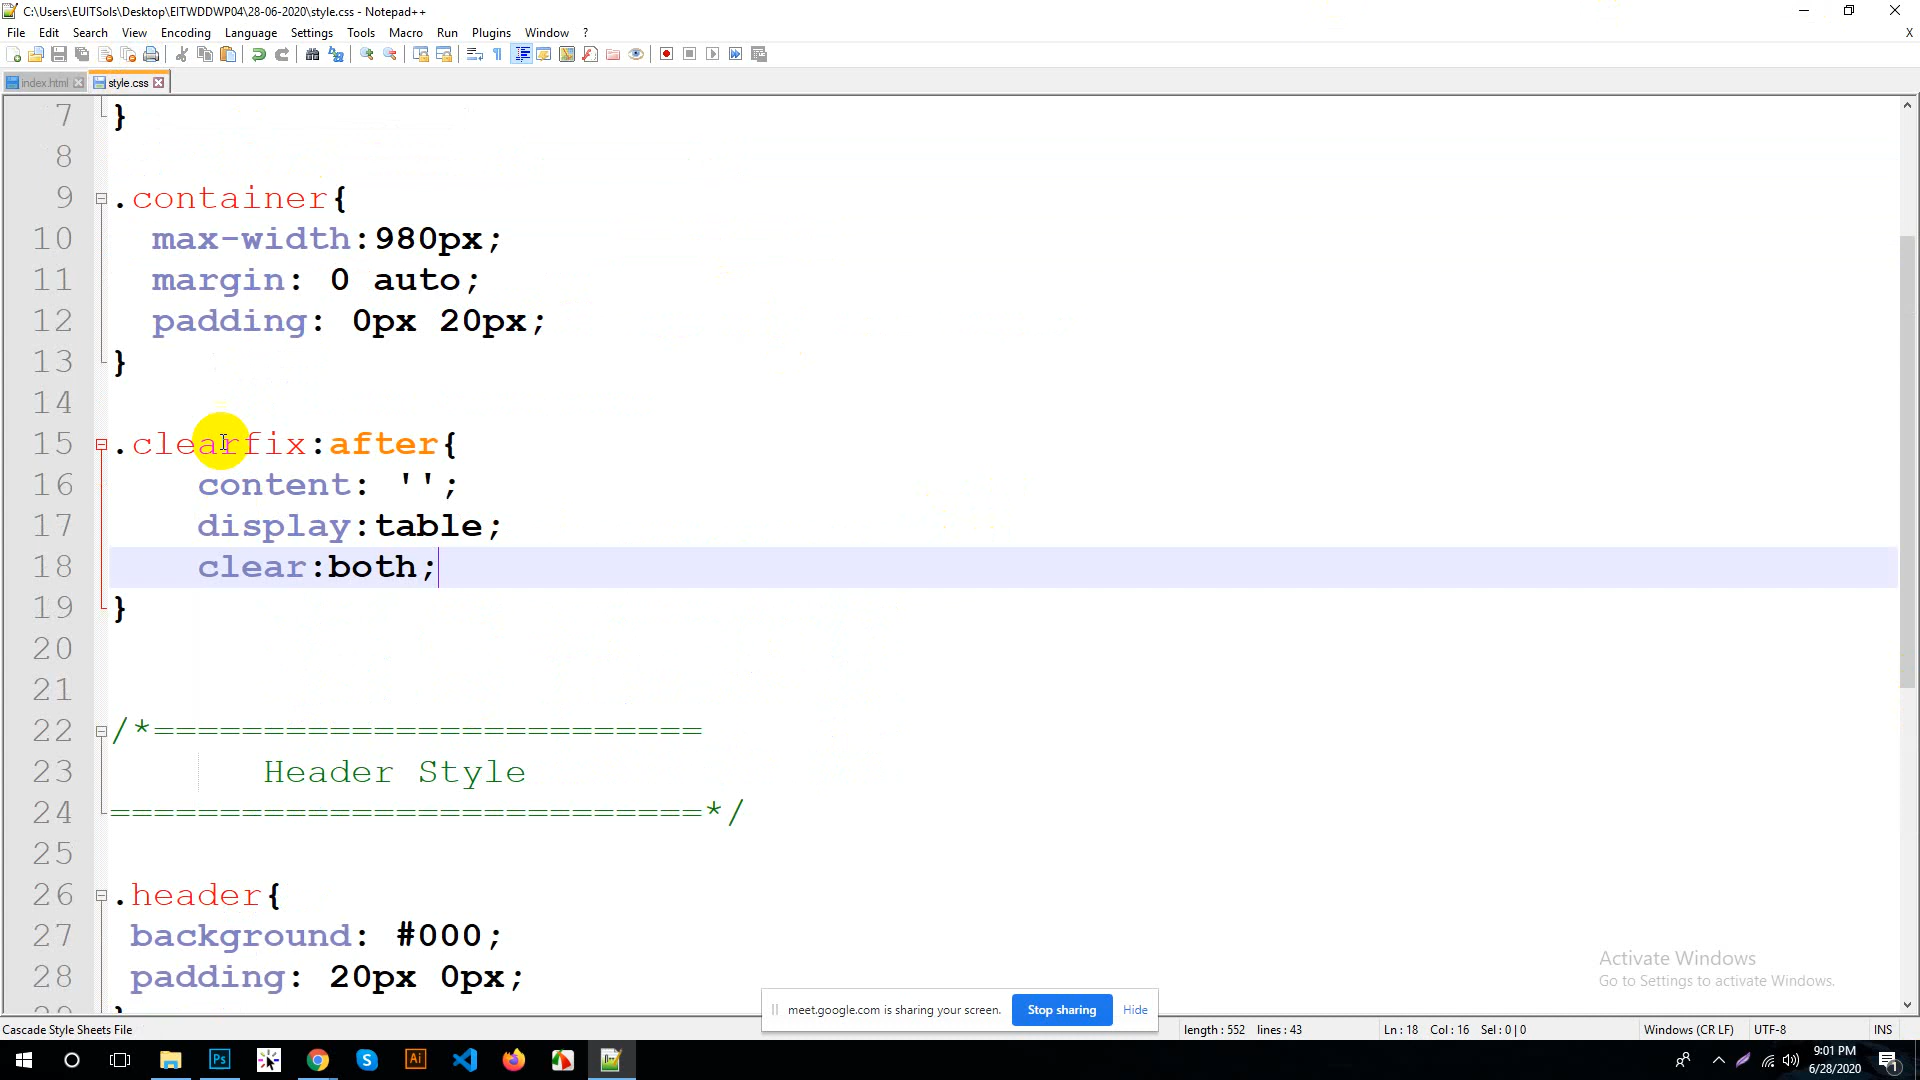 C:\Users\EUITSols\Desktop\EITWDDWP04\28-06-2020\style.css - Notepad++
File Edit Search View Encoding Language Settings Tools Macro Run Plugins Window ? X
index.html style.css
7 }
8
9 .container{
10 max-width:980px;
11 margin: 0 auto;
12 padding: 0px 20px;
13 }
14
15 .clearfix:after{
16 content: '';
17 display:table;
18 clear:both;
19 }
20
21
22 /*=========================
23 Header Style
24 ===========================*/
25
26 .header{
27 background: #000;
28 padding: 20px 0px;
Activate Windows
Go to Settings to activate Windows.
meet.google.com is sharing your screen. Stop sharing Hide
Cascade Style Sheets File length : 552 lines : 43 Ln : 18 Col : 16 Sel : 0 | 0 Windows (CR LF) UTF-8 INS
Ps Ai
9:01 PM
6/28/2020
1